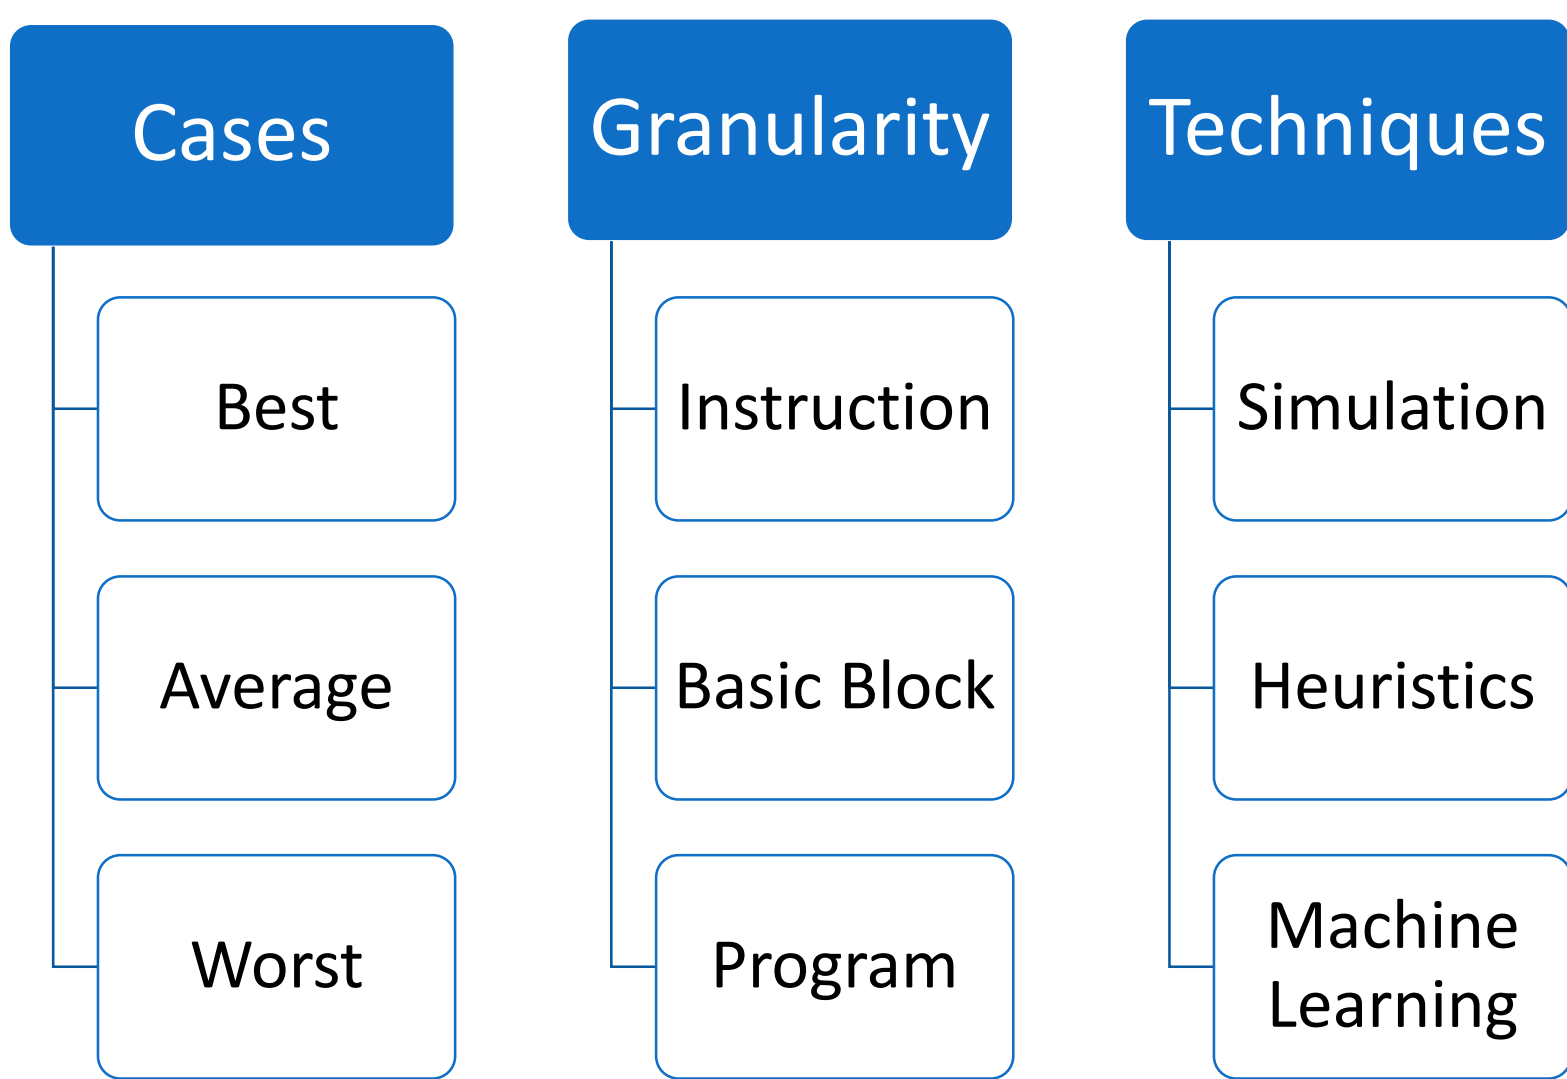 Cases
Best
Average
Worst
Granularity
Instruction
Basic Block
Program
Techniques
Simulation
Heuristics
Machine
Learning